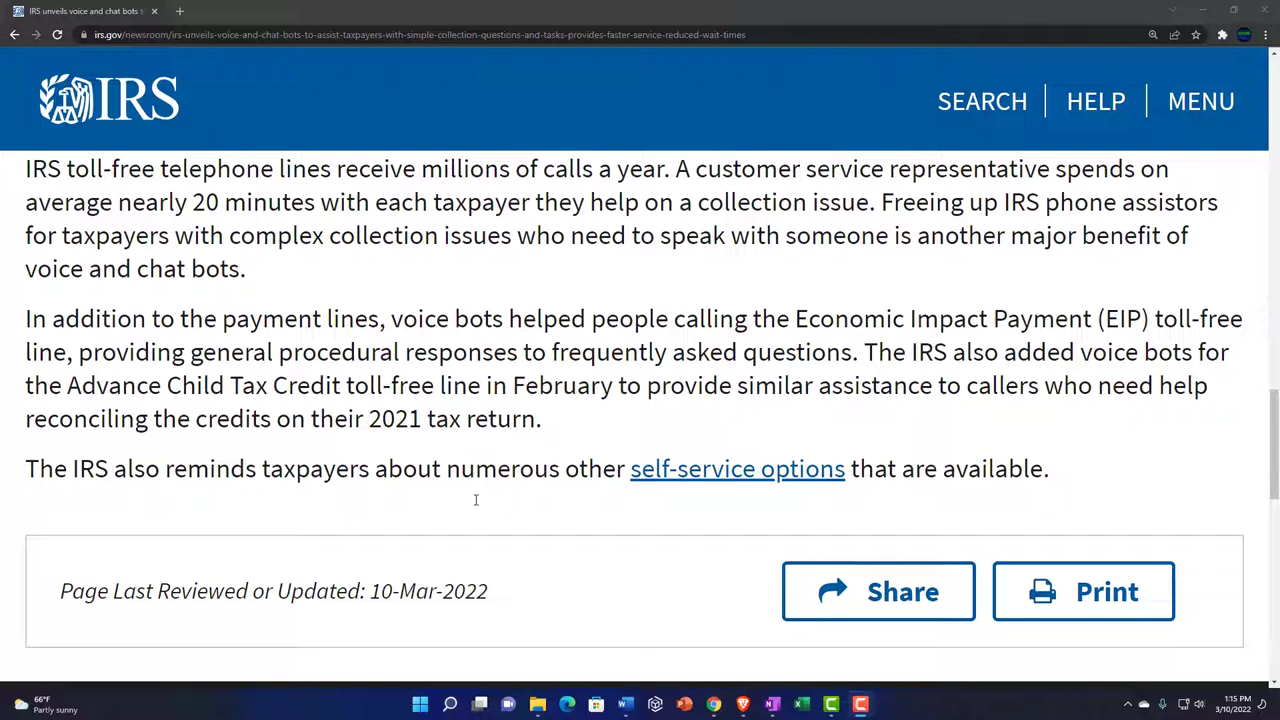 IRS unveils voice and chat bots t
irs.gov/newsroom/irs-unveils-voice-and-chat-bots-to-assist-taxpayers-with-simple-collection-questions-and-tasks-provides-faster-service-reduced-wait-times
IRS
SEARCH
HELP
MENU
IRS toll-free telephone lines receive millions of calls a year. A customer service representative spends on
average nearly 20 minutes with each taxpayer they help on a collection issue. Freeing up IRS phone assistors
for taxpayers with complex collection issues who need to speak with someone is another major benefit of
voice and chat bots.
In addition to the payment lines, voice bots helped people calling the Economic Impact Payment (EIP) toll-free
line, providing general procedural responses to frequently asked questions. The IRS also added voice bots for
the Advance Child Tax Credit toll-free line in February to provide similar assistance to callers who need help
reconciling the credits on their 2021 tax return.
The IRS also reminds taxpayers about numerous other self-service options that are available.
Page Last Reviewed or Updated: 10-Mar-2022
Share
Print
66°F
Partly sunny
1:15 PM
3/10/2022